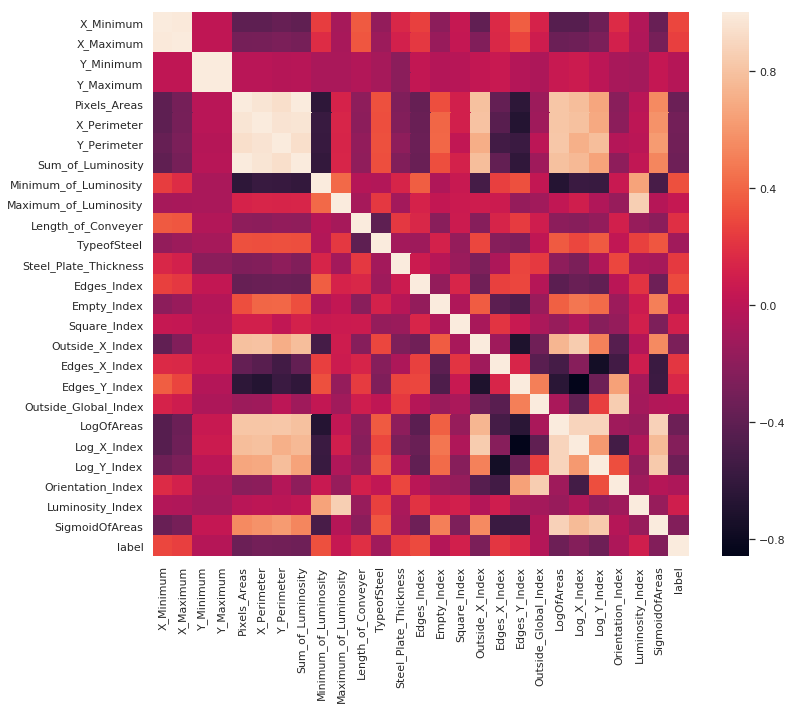 X_Minimum
X_Maximum
Y_Minimum
Y_Maximum
Pixels_Areas
X_Perimeter
Y_Perimeter
Sum_of_Luminosity
Minimum_of_Luminosity
Maximum_of_Luminosity
Length_of_Conveyer
TypeofSteel
Steel_Plate_Thickness
Edges_Index
Empty_Index
Square_Index
Outside_X_Index
Edges_X_Index
Edges_Y_Index
Outside_Global_Index
LogOfAreas
Log_X_Index
Log_Y_Index
Orientation_Index
Luminosity_Index
SigmoidOfAreas
label
X_Minimum
X_Maximum
Y_Minimum
Y_Maximum
Pixels_Areas
X_Perimeter
Y_Perimeter
Sum_of_Luminosity
Minimum_of_Luminosity
Maximum_of_Luminosity
Length_of_Conveyer
TypeofSteel
Steel_Plate_Thickness
Edges_Index
Empty_Index
Square_Index
Outside_X_Index
Edges_X_Index
Edges_Y_Index
Outside_Global_Index
LogOfAreas
Log_X_Index
Log_Y_Index
Orientation_Index
Luminosity_Index
SigmoidOfAreas
label
0.8
0.4
0.0
−0.4
−0.8